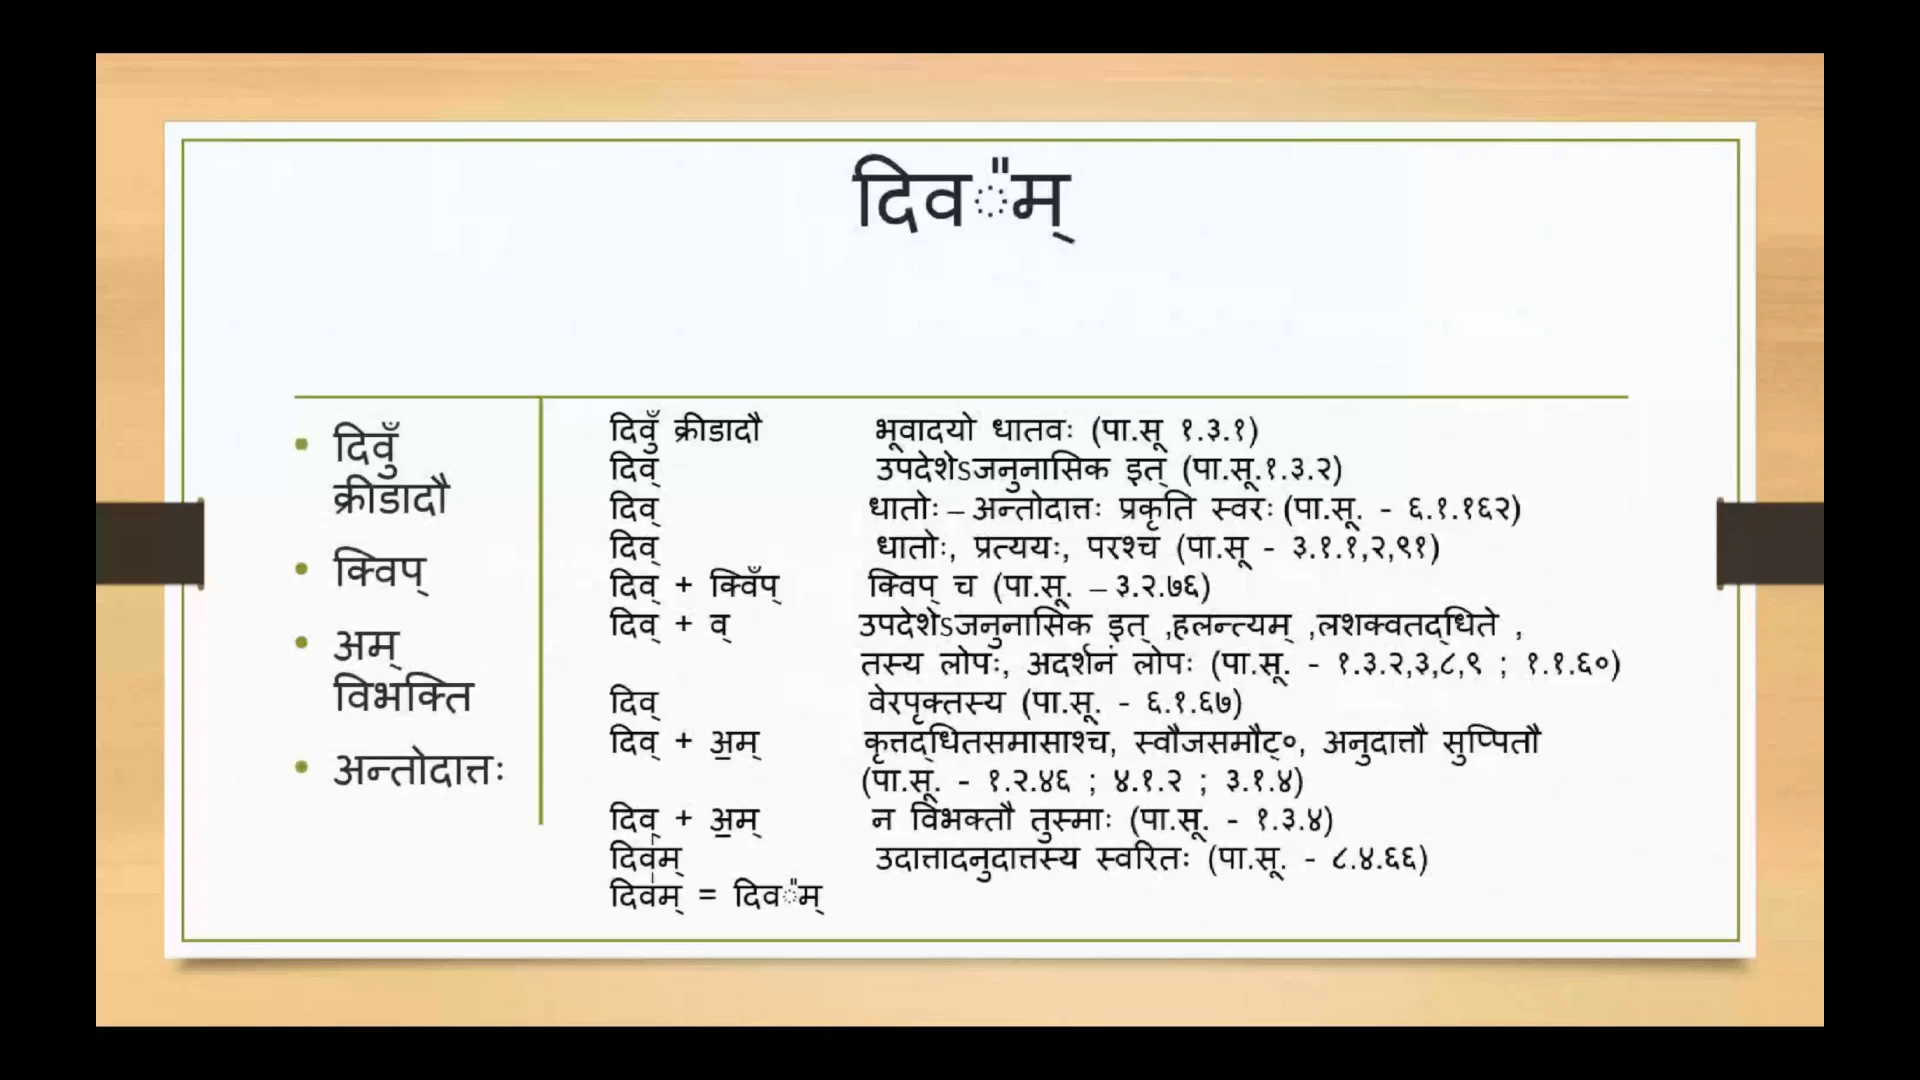 दिव᳚म्
• दिवुँ
क्रीडादौ
• क्विप्
• अम्
विभक्ति
• अन्तोदात्तः
दिवुँ क्रीडादौ भूवादयो धातवः (पा.सू १.३.१)
दिव् उपदेशेऽजनुनासिक इत् (पा.सू.१.३.२)
दिव् धातोः – अन्तोदात्तः प्रकृति स्वरः (पा.सू. - ६.१.१६२)
दिव् धातोः, प्रत्ययः, परश्च (पा.सू - ३.१.१,२,९१)
दिव् + क्विँप् क्विप् च (पा.सू. – ३.२.७६)
दिव् + व् उपदेशेऽजनुनासिक इत् ,हलन्त्यम् ,लशक्वतद्धिते ,
तस्य लोपः, अदर्शनं लोपः (पा.सू. - १.३.२,३,८,९ ; १.१.६०)
दिव् वेरपृक्तस्य (पा.सू. - ६.१.६७)
दिव् + अ॒म् कृत्तद्धितसमासाश्च, स्वौजसमौट्०, अनुदात्तौ सुप्पितौ
(पा.सू. - १.२.४६ ; ४.१.२ ; ३.१.४)
दिव् + अ॒म् न विभक्तौ तुस्माः (पा.सू. - १.३.४)
दिव॑म् उदात्तादनुदात्तस्य स्वरितः (पा.सू. - ८.४.६६)
दिव॑म् = दिव᳚म्